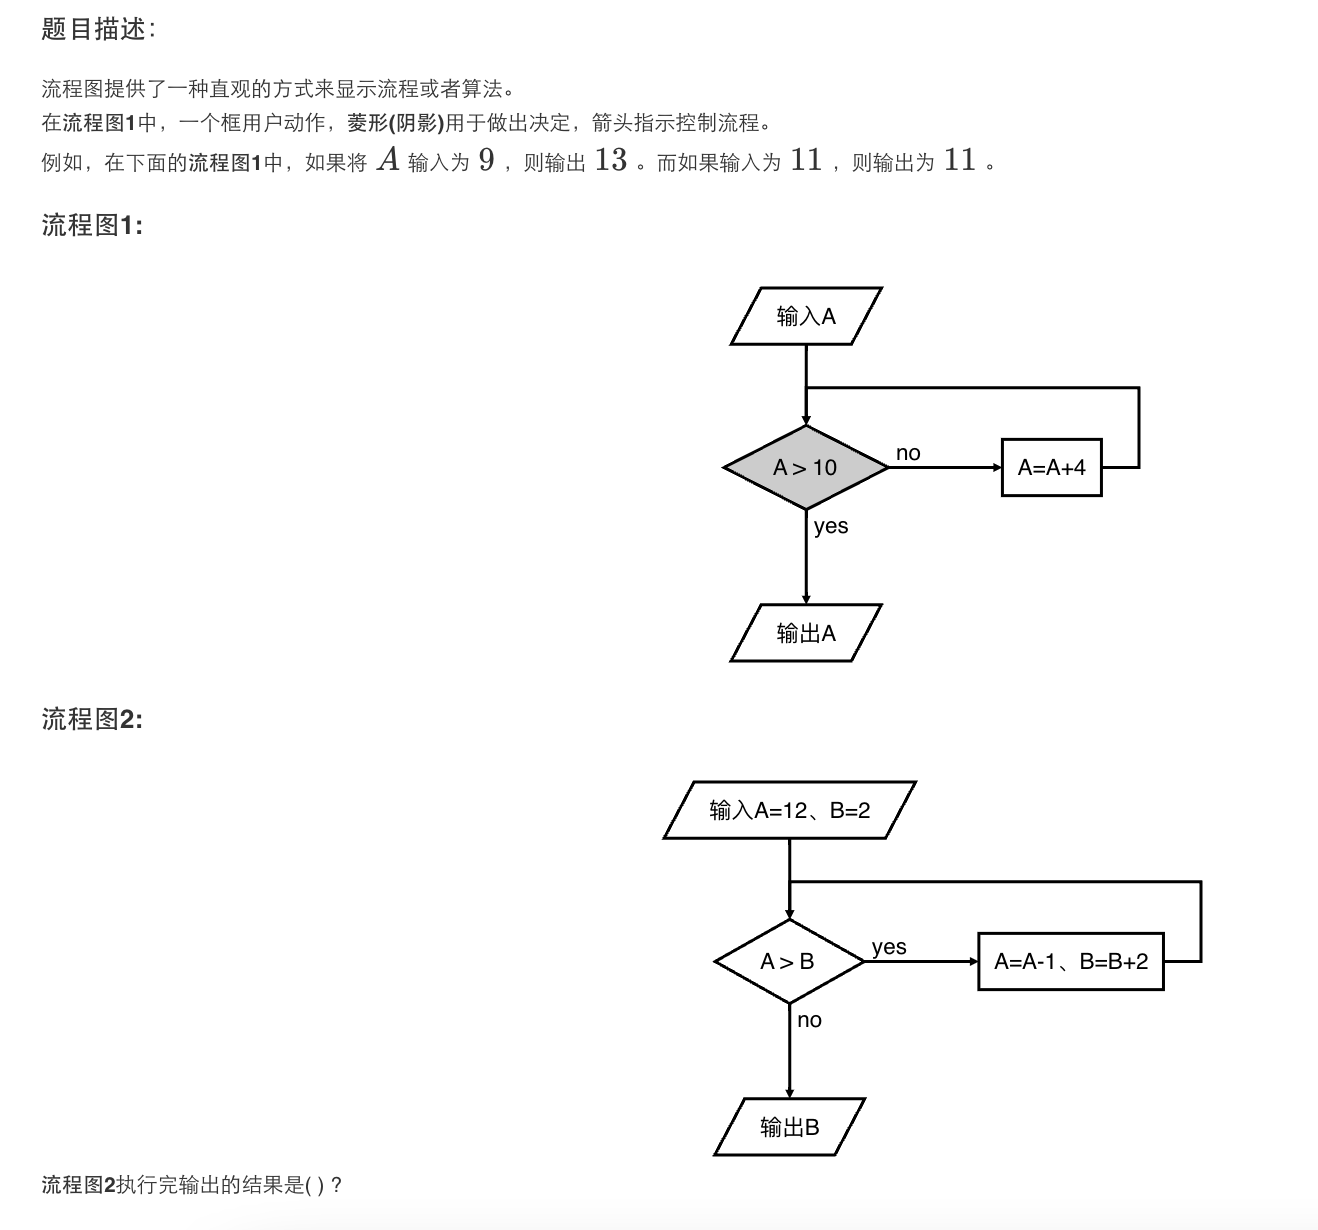 题目描述：
流程图提供了一种直观的方式来显示流程或者算法。
在流程图1中，一个框用户动作，菱形(阴影)用于做出决定，箭头指示控制流程。
例如，在下面的流程图1中，如果将 A 输入为 9 ，则输出 13 。而如果输入为 11 ，则输出为 11 。
流程图1:
输入A
A > 10
no
A=A+4
yes
输出A
流程图2:
输入A=12、B=2
A > B
yes
A=A-1、B=B+2
no
输出B
流程图2执行完输出的结果是( )？